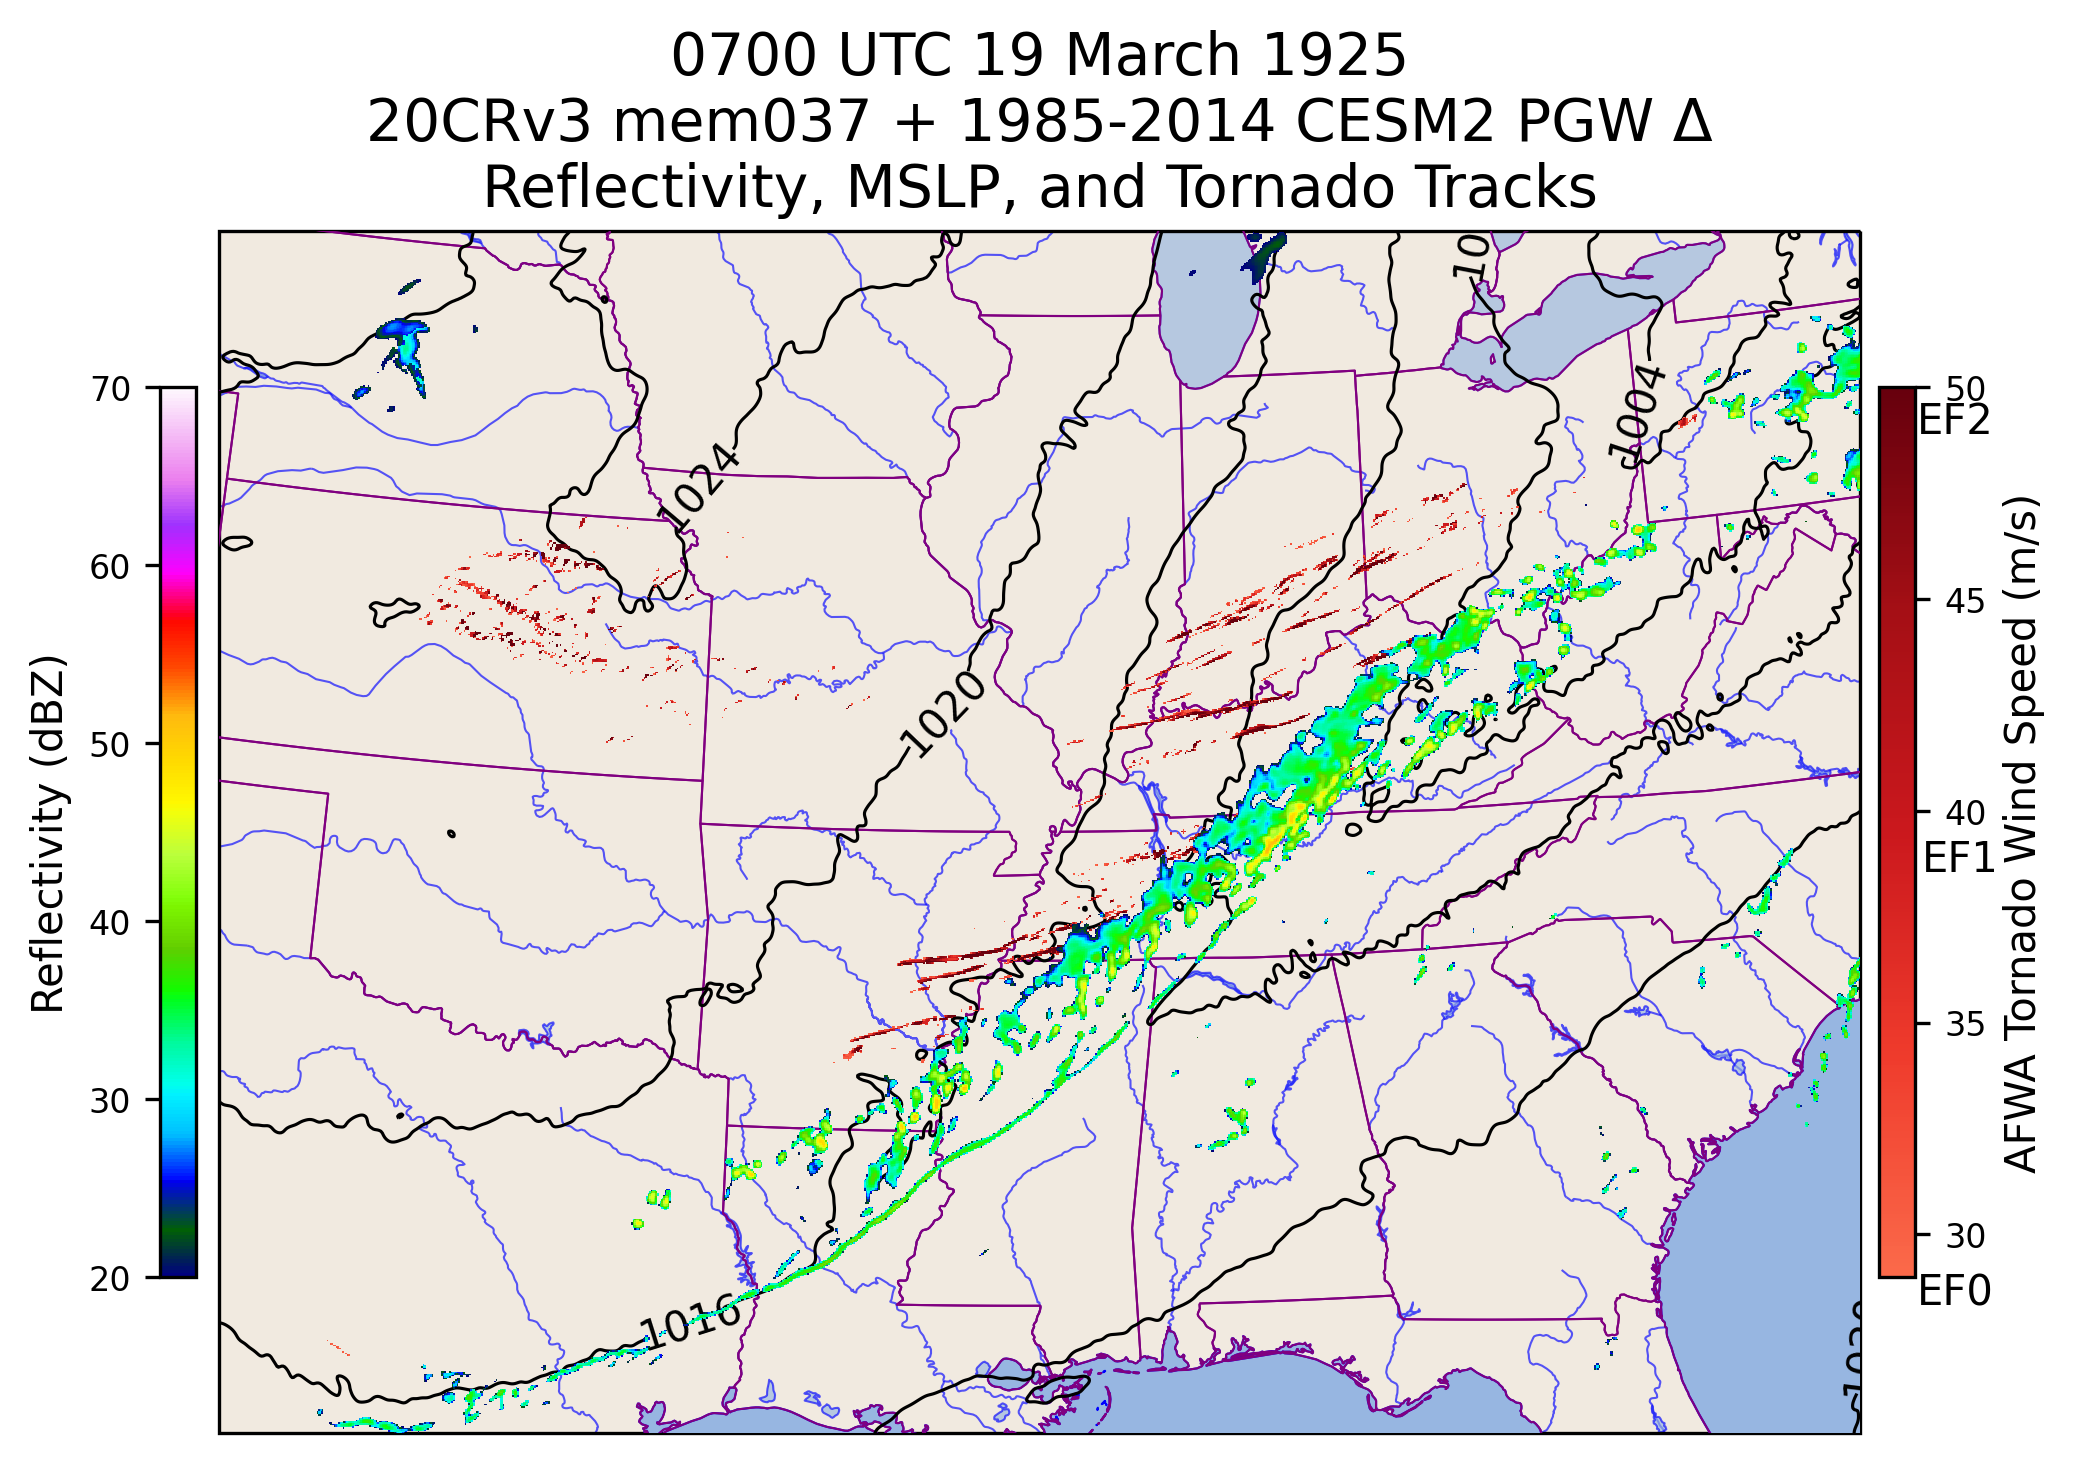 0700 UTC 19 March 1925
20CRv3 mem037 + 1985-2014 CESM2 PGW Δ
Reflectivity, MSLP, and Tornado Tracks
Reflectivity (dBZ)
70
60
50
40
30
20
10
1004
1024
1020
10
1016
50
EF2
45
40
EF1
35
30
EF0
AFWA Tornado Wind Speed (m/s)